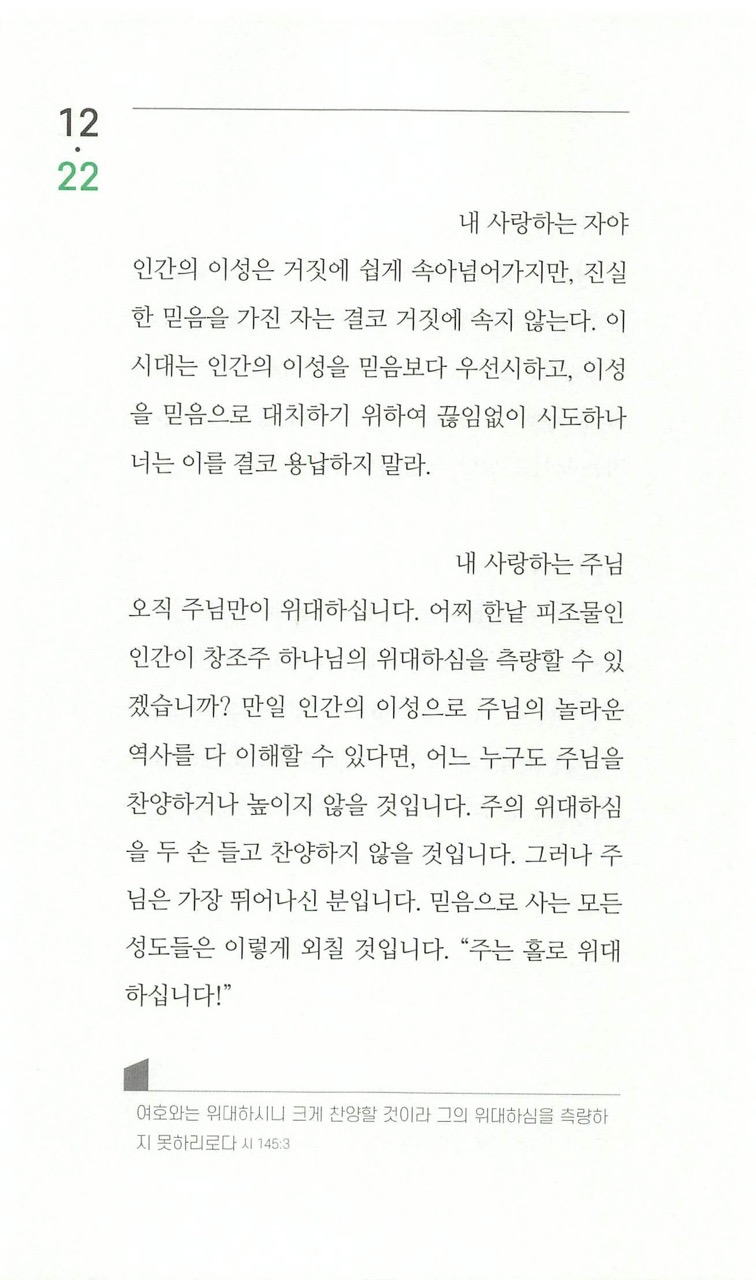 12
·
22
내 사랑하는 자야
인간의 이성은 거짓에 쉽게 속아넘어가지만, 진실
한 믿음을 가진 자는 결코 거짓에 속지 않는다. 이
시대는 인간의 이성을 믿음보다 우선시하고, 이성
을 믿음으로 대치하기 위하여 끊임없이 시도하나
너는 이를 결코 용납하지 말라.
내 사랑하는 주님
오직 주님만이 위대하십니다. 어찌 한낱 피조물인
인간이 창조주 하나님의 위대하심을 측량할 수 있
겠습니까? 만일 인간의 이성으로 주님의 놀라운
역사를 다 이해할 수 있다면, 어느 누구도 주님을
찬양하거나 높이지 않을 것입니다. 주의 위대하심
을 두 손 들고 찬양하지 않을 것입니다. 그러나 주
님은 가장 뛰어나신 분입니다. 믿음으로 사는 모든
성도들은 이렇게 외칠 것입니다. “주는 홀로 위대
하십니다!”
여호와는 위대하시니 크게 찬양할 것이라 그의 위대하심을 측량하
지 못하리로다 시 145:3